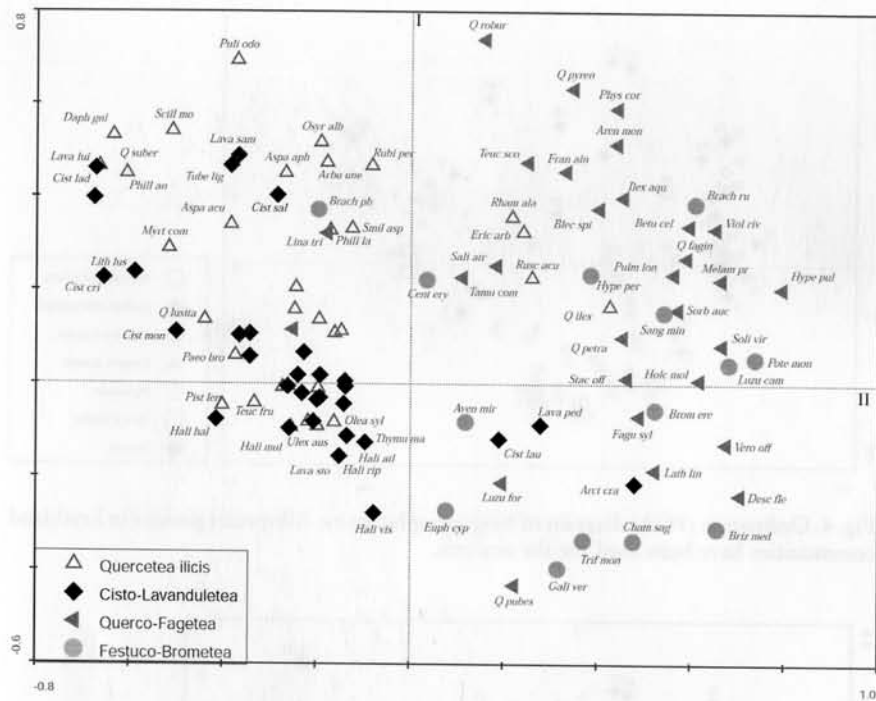 0.8
I
Q robur
Puli odo
Q pyren
Phys cor
Scill mo
Daph gni
Aren mon
Lava sam
Osyr alb
Lava lui
Q suber
Aspa aph
Rubi per
Teuc sco
Fran aln
Cist lad
Phill an
Tube lig
Arbu une
Cist sal
Brach ph
Rham ala
Ilex aqu
Brach ru
Aspa acu
Smil asp
Blec spi
Betu cel
Viol riv
Myrt com
Lina tri
Phill la
Eric arb
Q fagin
Lith lus
Sali atr
Rusc acu
Pulm lon
Melam pr
Cist cri
Cent ery
Tamu com
Hype per
Hype pul
Q lusita
Q ilex
Sang min
Sorb auc
Cist mon
Q petra
Soli vir
Paeo bro
Pote mon
Stac off
Holc mol
Luzu cam
II
Pist len
Teuc fru
Olea syl
Aven mir
Lava ped
Brom ere
Hali hal
Hali mul
Ulex aus
Thymu ma
Fagu syl
Hali atl
Cist lau
Vero off
Lava sto
Hali rip
Arct cra
Lath lin
Luzu for
Desc fle
Hali vis
Euph cyp
Cham sag
Briz med
Trif mon
Gali ver
Q pubes
Quercetea ilicis
Cisto-Lavanduletea
Querco-Fagetea
Festuco-Brometea
-0.6
-0.8
1.0